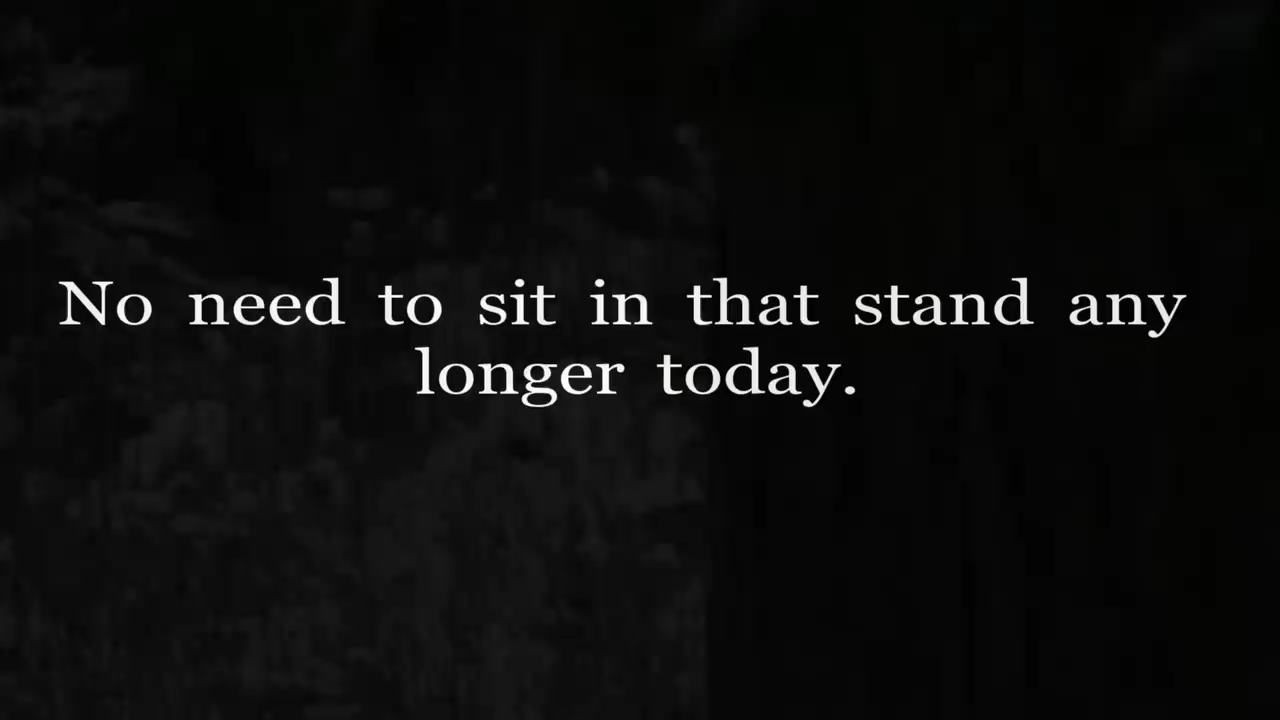 No need to sit in that stand any
longer today.